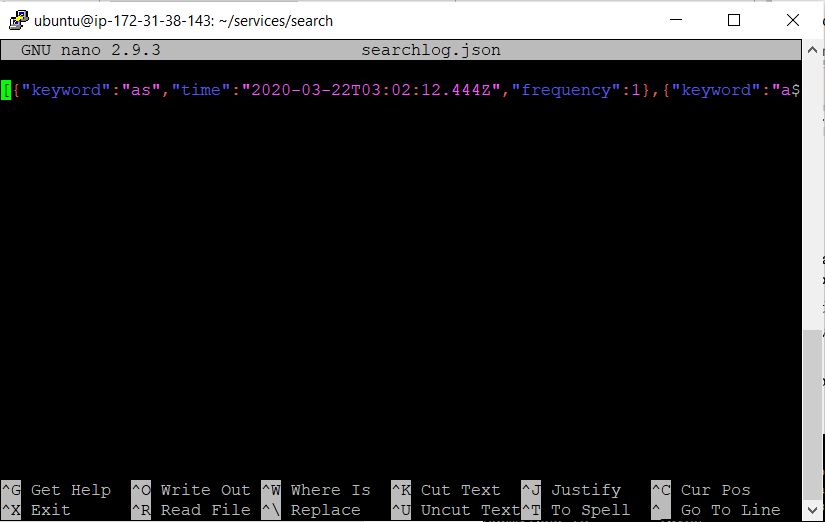 ubuntu@ip-172-31-38-143: ~/services/search
GNU nano 2.9.3 searchlog.json
[{"keyword":"as","time":"2020-03-22T03:02:12.444Z","frequency":1},{"keyword":"a$
^G Get Help ^O Write Out ^W Where Is ^K Cut Text ^J Justify ^C Cur Pos
^X Exit ^R Read File ^\ Replace ^U Uncut Text ^T To Spell ^_ Go To Line